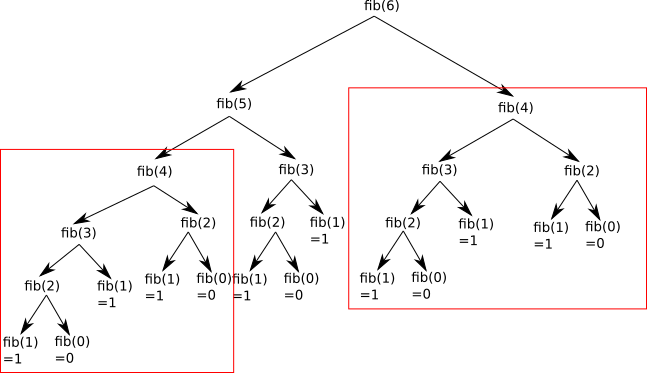 fib(6)
fib(5)
fib(4)
fib(4)
fib(3)
fib(3)
fib(2)
fib(3)
fib(2)
fib(2)
fib(1)
=1
fib(2)
fib(1)
=1
fib(1)
=1
fib(0)
=0
fib(2)
fib(1)
=1
fib(1)
=1
fib(0)
=0
fib(1)
=1
fib(0)
=0
fib(1)
=1
fib(0)
=0
fib(1)
=1
fib(0)
=0